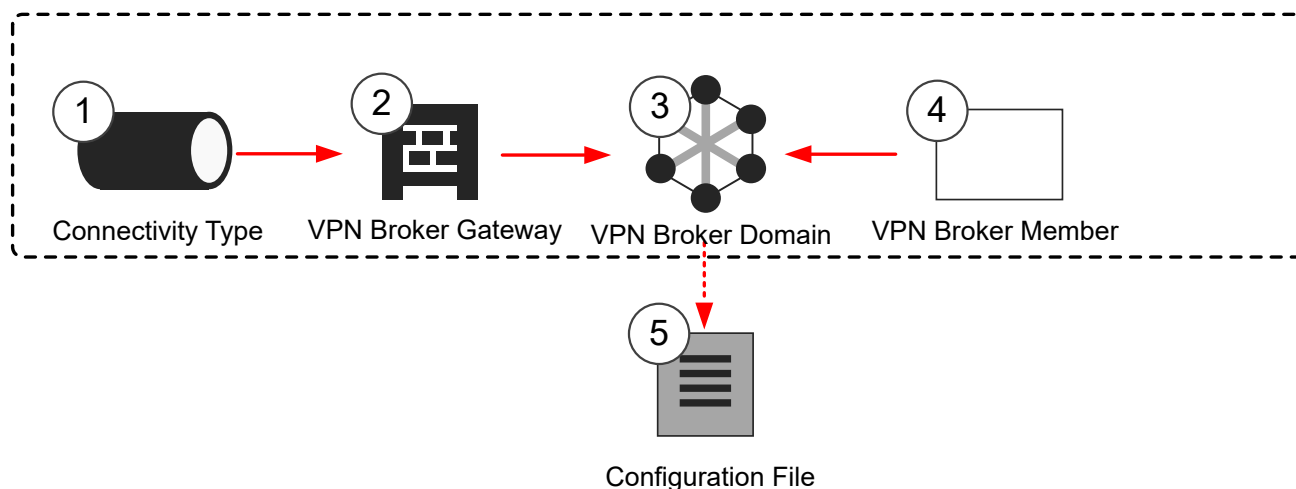 1
2
3
4
Connectivity Type
VPN Broker Gateway
VPN Broker Domain
VPN Broker Member
5
Configuration File